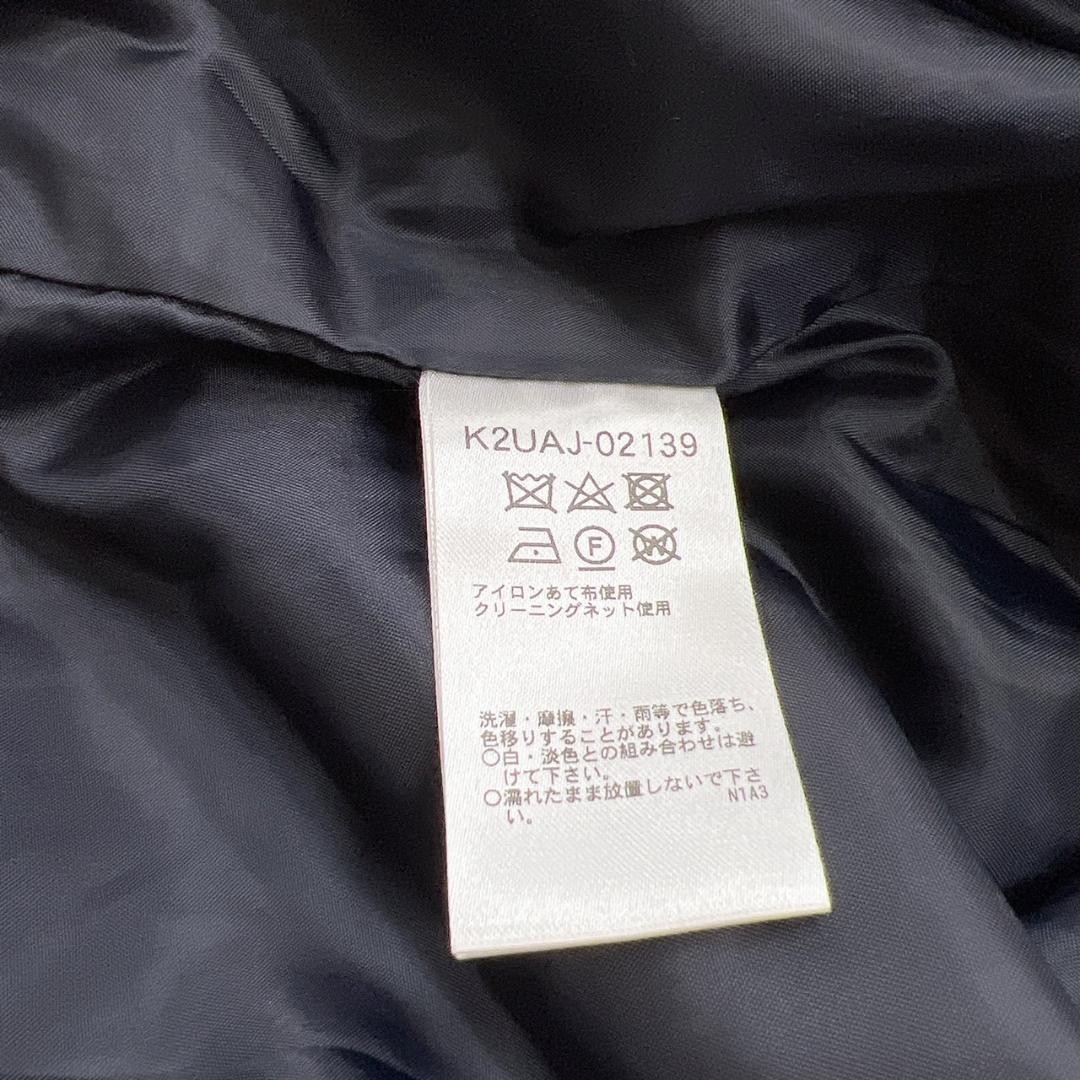 K2UAJ-02139
F
W
アイロンあて布使用
クリーニングネット使用
洗濯・摩擦・汗・雨等で色落ち、
色移りすることがあります。
○白・淡色との組み合わせは避
けて下さい。
○濡れたまま放置しないで下さ
い。
N1A3